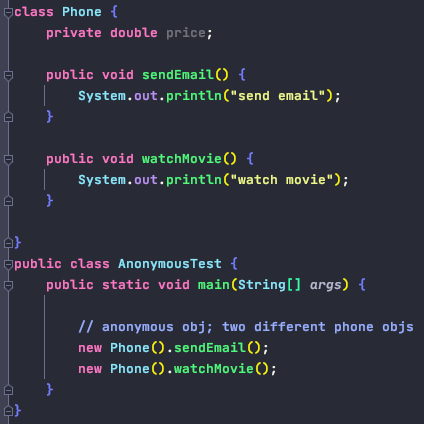 class Phone {
    private double price;

    public void sendEmail() {
        System.out.println("send email");
    }

    public void watchMovie() {
        System.out.println("watch movie");
    }

}
public class AnonymousTest {
    public static void main(String[] args) {

        // anonymous obj; two different phone objs
        new Phone().sendEmail();
        new Phone().watchMovie();
    }
}